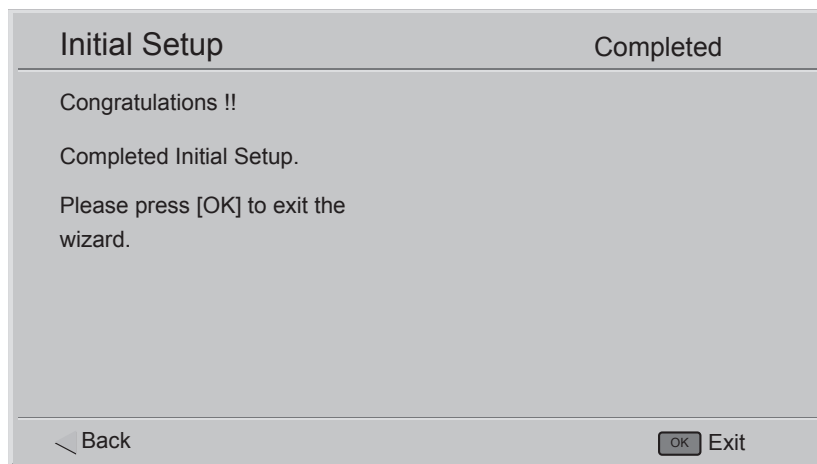 Initial Setup Completed
Congratulations !!
Completed Initial Setup.
Please press [OK] to exit the
wizard.
Back OK Exit